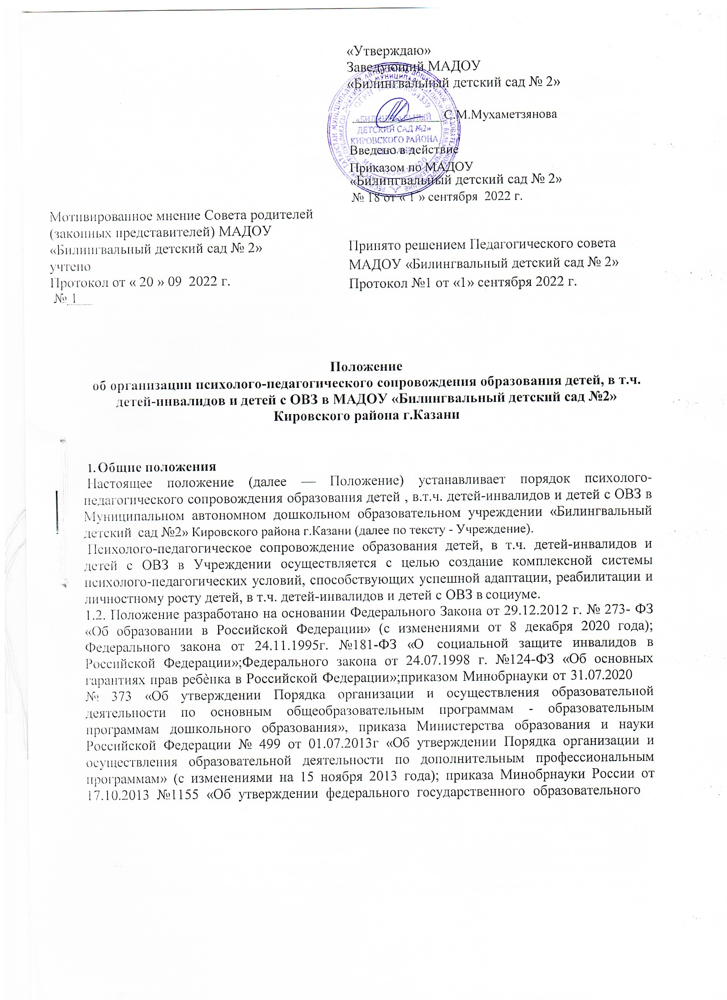 «Утверждаю»
Заведующий МАДОУ
«Билингвальный детский сад № 2»
С.М.Мухаметзянова
«БИЛИНГВАЛЬНЫЙ
ДЕТСКИЙ САД №2»
КИРОВСКОГО РАЙОНА
Введено в действие
Приказом по МАДОУ
«Билингвальный детский сад № 2»
№ 18 от « 1 » сентября 2022 г.
Мотивированное мнение Совета родителей
(законных представителей) МАДОУ
«Билингвальный детский сад № 2»
учтено
Протокол от « 20 » 09 2022 г.
№ 1
Принято решением Педагогического совета
МАДОУ «Билингвальный детский сад № 2»
Протокол №1 от «1» сентября 2022 г.
Положение
об организации психолого-педагогического сопровождения образования детей, в т.ч.
детей-инвалидов и детей с ОВЗ в МАДОУ «Билингвальный детский сад №2»
Кировского района г.Казани
1. Общие положения
Настоящее положение (далее — Положение) устанавливает порядок психолого-
педагогического сопровождения образования детей , в.т.ч. детей-инвалидов и детей с ОВЗ в
Муниципальном автономном дошкольном образовательном учреждении «Билингвальный
детский сад №2» Кировского района г.Казани (далее по тексту - Учреждение).
Психолого-педагогическое сопровождение образования детей, в т.ч. детей-инвалидов и
детей с ОВЗ в Учреждении осуществляется с целью создание комплексной системы
психолого-педагогических условий, способствующих успешной адаптации, реабилитации и
личностному росту детей, в т.ч. детей-инвалидов и детей с ОВЗ в социуме.
1.2. Положение разработано на основании Федерального Закона от 29.12.2012 г. № 273- ФЗ
«Об образовании в Российской Федерации» (с изменениями от 8 декабря 2020 года);
Федерального закона от 24.11.1995г. №181-ФЗ «О социальной защите инвалидов в
Российской Федерации»;Федерального закона от 24.07.1998 г. №124-ФЗ «Об основных
гарантиях прав ребѐнка в Российской Федерации»;приказом Минобрнауки от 31.07.2020
№ 373 «Об утверждении Порядка организации и осуществления образовательной
деятельности по основным общеобразовательным программам - образовательным
программам дошкольного образования», приказа Министерства образования и науки
Российской Федерации № 499 от 01.07.2013г «Об утверждении Порядка организации и
осуществления образовательной деятельности по дополнительным профессиональным
программам» (с изменениями на 15 ноября 2013 года); приказа Минобрнауки России от
17.10.2013 №1155 «Об утверждении федерального государственного образовательного